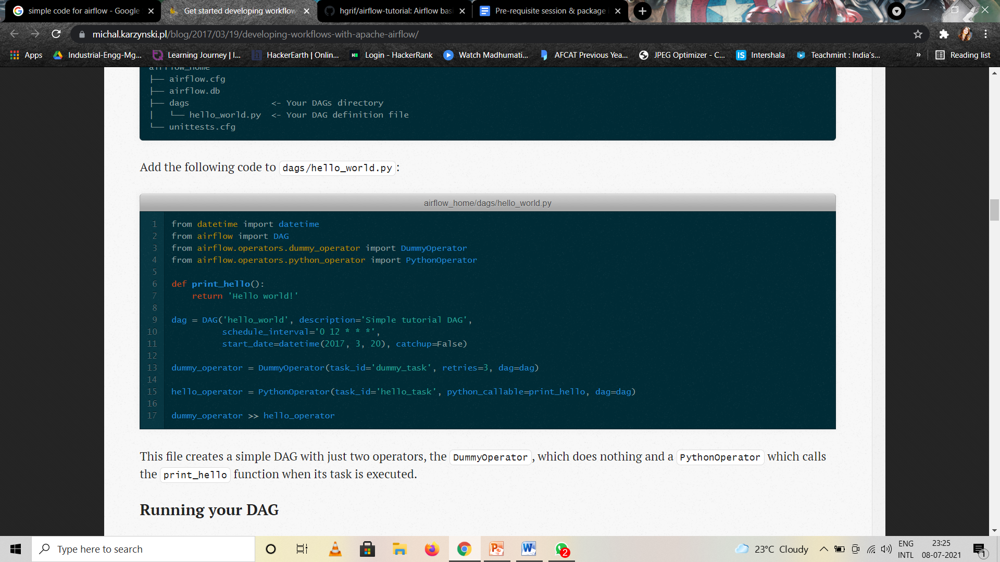 simple code for airflow - Google
Get started developing workflow
hgrif/airflow-tutorial: Airflow bas
Pre-requisite session & package i
michal.karzynski.pl/blog/2017/03/19/developing-workflows-with-apache-airflow/
Apps
Industrial-Engg-Mg...
Learning Journey | I...
HackerEarth | Onlin...
Login - HackerRank
Watch Madhumati...
AFCAT Previous Yea...
JPEG Optimizer - C...
IS Intershala
Teachmint : India's...
»
Reading list
airflow_home
├── airflow.cfg
├── airflow.db
├── dags                <- Your DAGs directory
│   └── hello_world.py  <- Your DAG definition file
└── unittests.cfg
Add the following code to dags/hello_world.py:
airflow_home/dags/hello_world.py
1 from datetime import datetime
2 from airflow import DAG
3 from airflow.operators.dummy_operator import DummyOperator
4 from airflow.operators.python_operator import PythonOperator
5
6 def print_hello():
7     return 'Hello world!'
8
9 dag = DAG('hello_world', description='Simple tutorial DAG',
10           schedule_interval='0 12 * * *',
11           start_date=datetime(2017, 3, 20), catchup=False)
12
13 dummy_operator = DummyOperator(task_id='dummy_task', retries=3, dag=dag)
14
15 hello_operator = PythonOperator(task_id='hello_task', python_callable=print_hello, dag=dag)
16
17 dummy_operator >> hello_operator
This file creates a simple DAG with just two operators, the DummyOperator, which does nothing and a PythonOperator which calls
the print_hello function when its task is executed.
Running your DAG
Type here to search
2
23°C Cloudy
ENG
INTL
23:25
08-07-2021
1